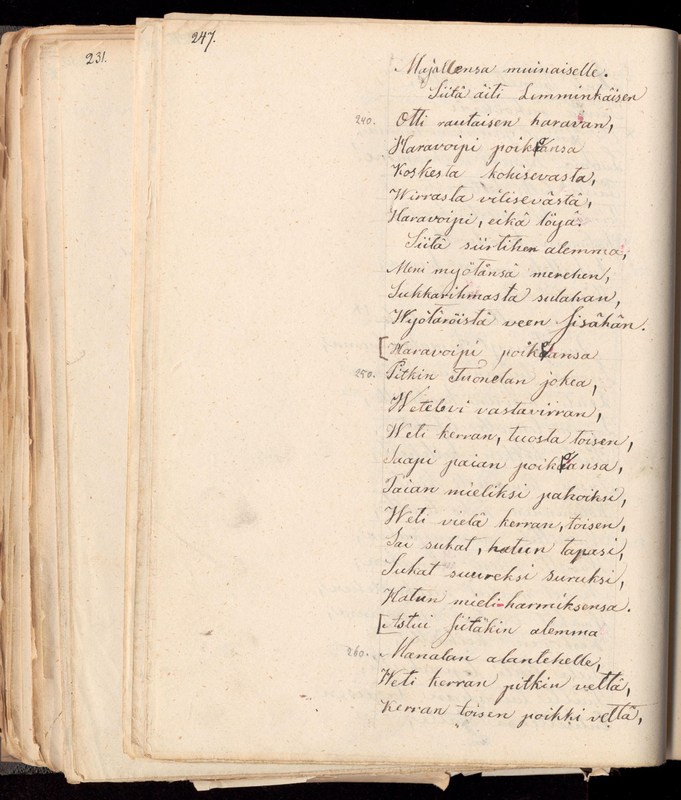 231.
247.
Majallensa muinaiselle.
Siitä äiti Lemminkäisen
240. Otti rautaisen haravan,
Haravoipi poikoansa
Koskesta kohisevasta,
Wirrasta vilisevästä,
Haravoipi, eikä löyä.
Siitä siirtihen alemma,
Meni myötänsä merehen,
Sukkarihmasta sulahan,
Wyötäröistä veen sisähän.
[Haravoipi poikoansa
250. Pitkin Tuonelan jokea,
Wetelevi vastavirran,
Weti kerran, tuosta toisen,
Saapi paian poikoansa,
Paian mieliksi pahoiksi,
Weti vielä kerran, toisen,
Sai sukat, hatun tapasi,
Sukat suureksi suruksi,
Hatun mieli-harmiksensa.
[Astui siitäkin alemma
260. Manalan alantehelle,
Weti kerran pitkin vettä,
Kerran toisen poikki vettä,